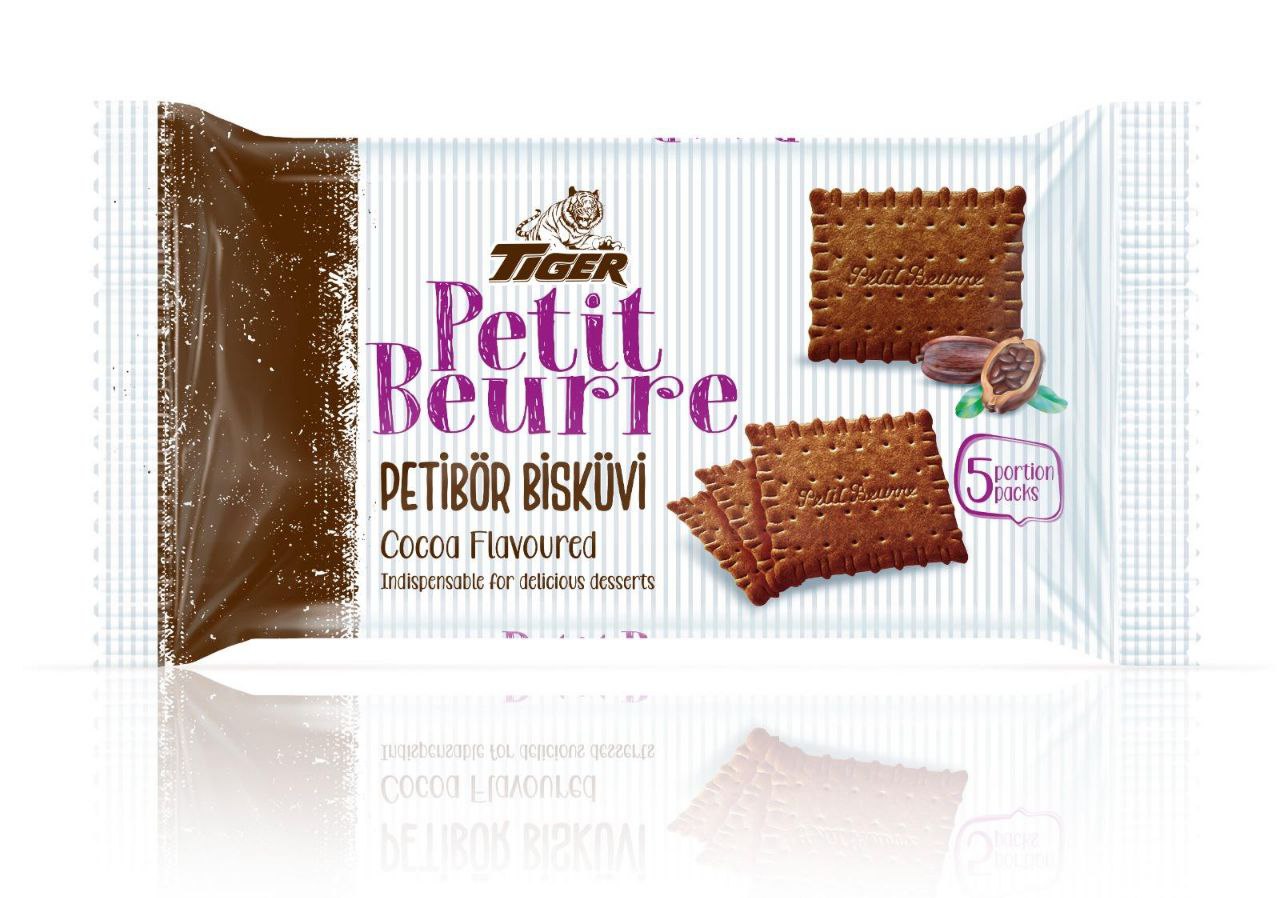 TIGER
Petit
Beurre
PETİBÖR BİSKÜVİ
Cocoa Flavoured
Indispensable for delicious desserts
Petit Beurre
Petit Beurre
5 portion
packs